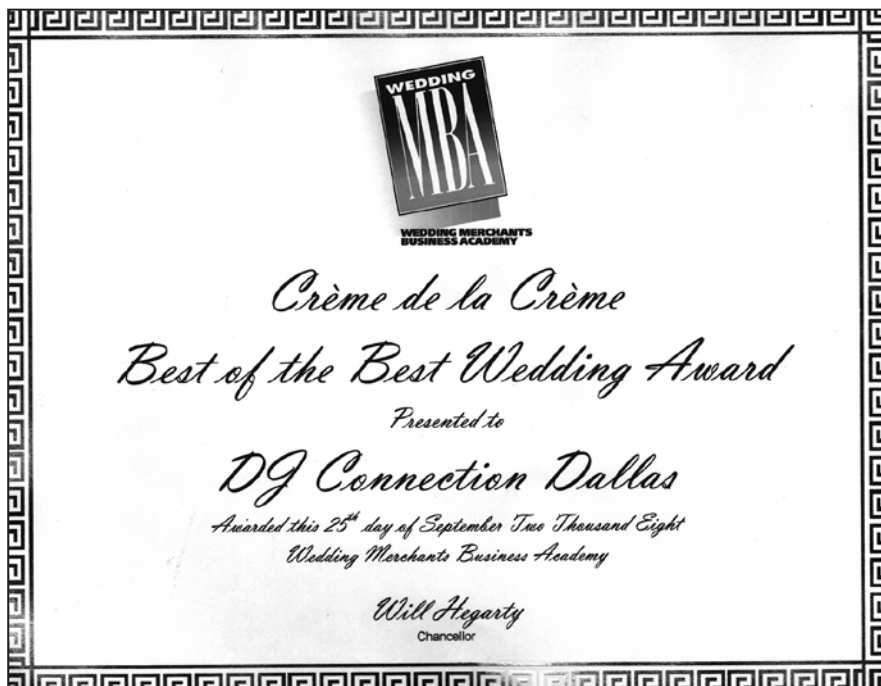 WEDDING
MBA
WEDDING MERCHANTS
BUSINESS ACADEMY
Crème de la Crème
Best of the Best Wedding Award
Presented to
DJ Connection Dallas
Awarded this 25th day of September Two Thousand Eight
Wedding Merchants Business Academy
Will Hegarty
Chancellor